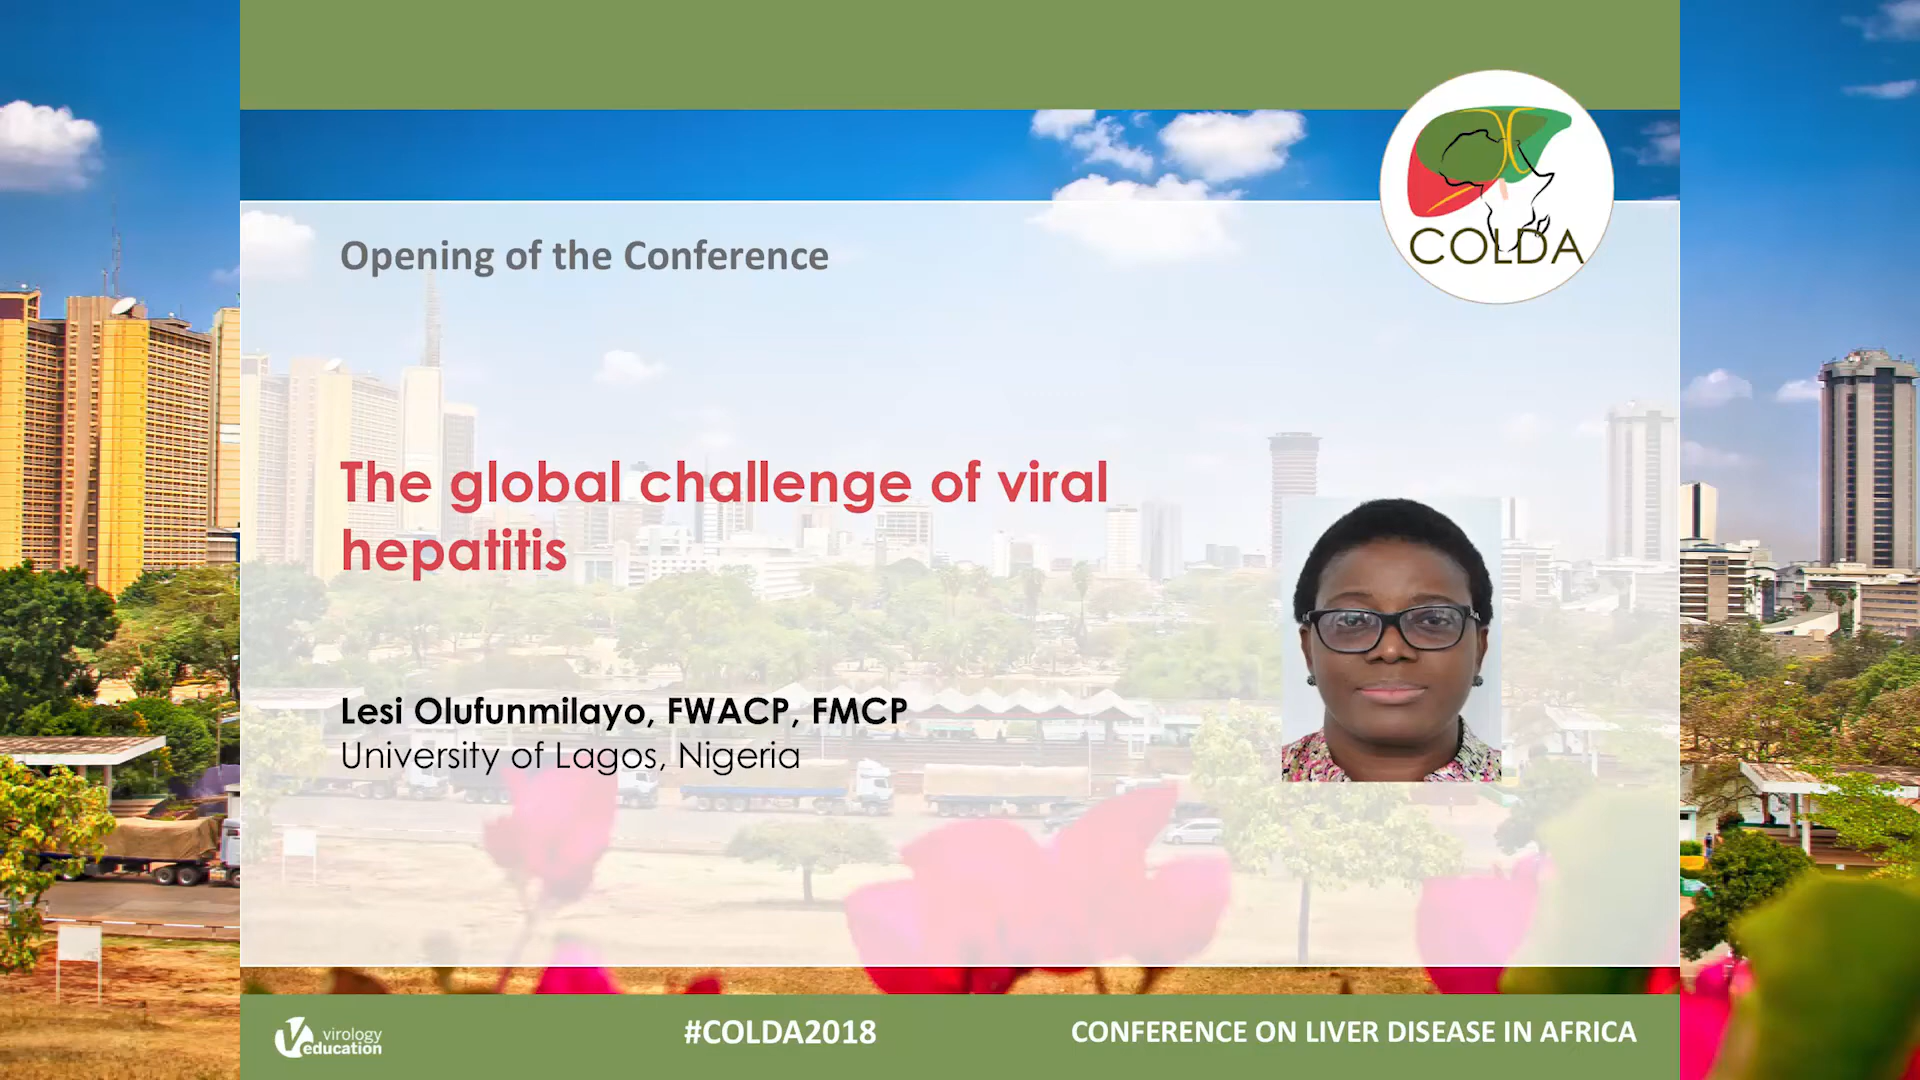 COLDA
Opening of the Conference
The global challenge of viral
hepatitis
Lesi Olufunmilayo, FWACP, FMCP
University of Lagos, Nigeria
virology
education
#COLDA2018
CONFERENCE ON LIVER DISEASE IN AFRICA